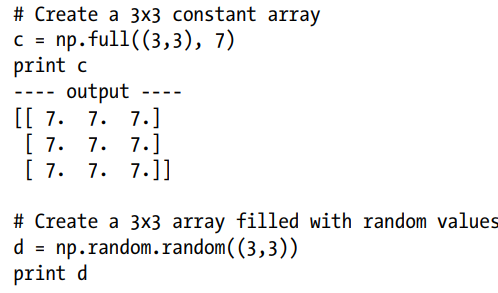 # Create a 3x3 constant array
c = np.full((3,3), 7)
print c
---- output ----
[[ 7.  7.  7.]
 [ 7.  7.  7.]
 [ 7.  7.  7.]]

# Create a 3x3 array filled with random values
d = np.random.random((3,3))
print d